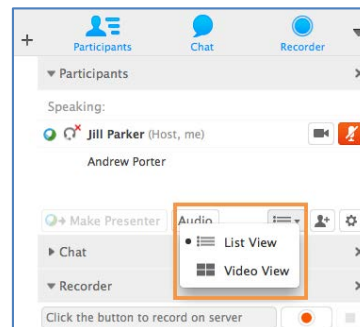 Participants Chat Recorder
Participants
Speaking:
Jill Parker (Host, me)
Andrew Porter
Make Presenter Audio
List View
Video View
Chat
Recorder
Click the button to record on server